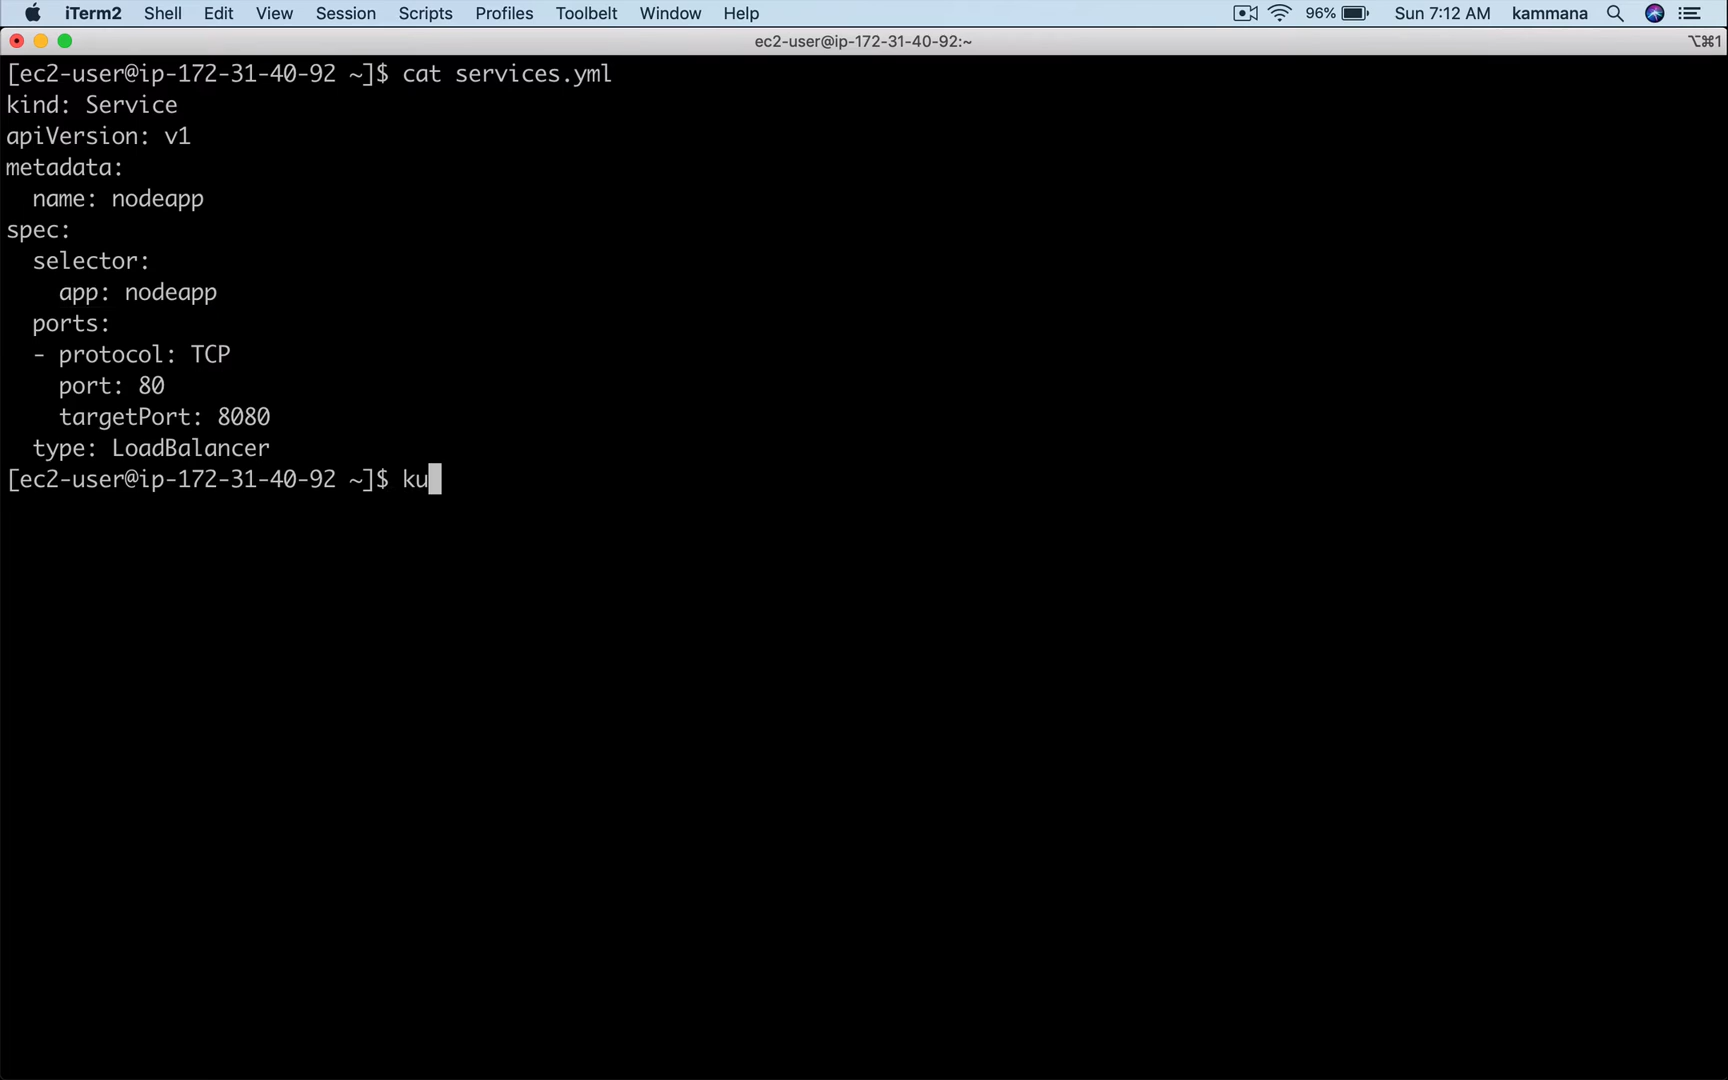 iTerm2 Shell Edit View Session Scripts Profiles Toolbelt Window Help 96% Sun 7:12 AM kammana
ec2-user@ip-172-31-40-92:~ ⌥⌘1
[ec2-user@ip-172-31-40-92 ~]$ cat services.yml
kind: Service
apiVersion: v1
metadata:
  name: nodeapp
spec:
  selector:
    app: nodeapp
  ports:
  - protocol: TCP
    port: 80
    targetPort: 8080
  type: LoadBalancer
[ec2-user@ip-172-31-40-92 ~]$ ku